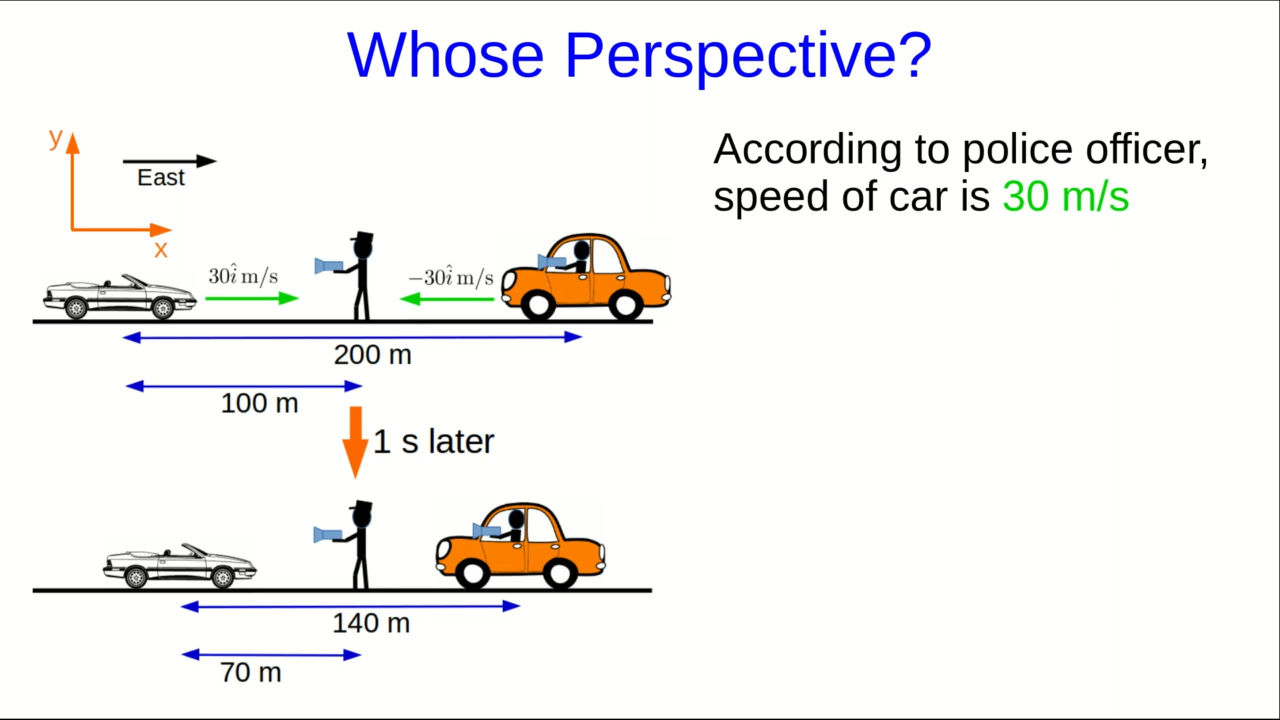 Whose Perspective?
y
East
x
According to police officer,
speed of car is 30 m/s
30î m/s
−30î m/s
200 m
100 m
1 s later
140 m
70 m